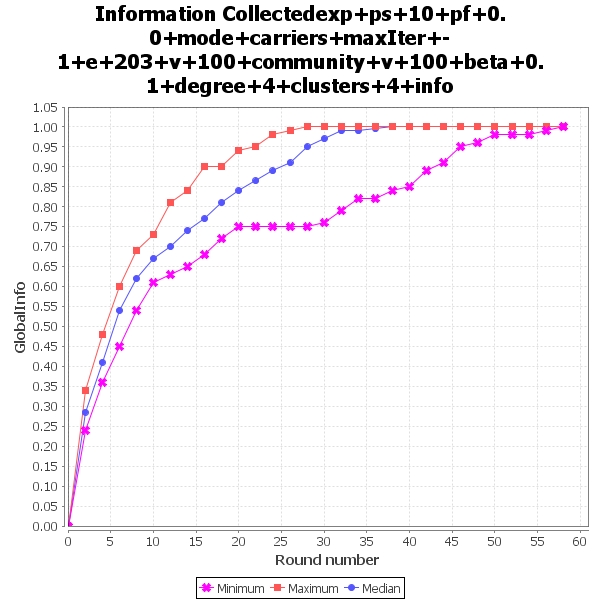 Information Collectedexp+ps+10+pf+0.
0+mode+carriers+maxIter+-
1+e+203+v+100+community+v+100+beta+0.
1+degree+4+clusters+4+info
1.05
1.00
0.95
0.90
0.85
0.80
0.75
0.70
0.65
0.60
0.55
0.50
0.45
0.40
0.35
0.30
0.25
0.20
0.15
0.10
0.05
0.00
GlobalInfo
0 5 10 15 20 25 30 35 40 45 50 55 60
Round number
Minimum Maximum Median